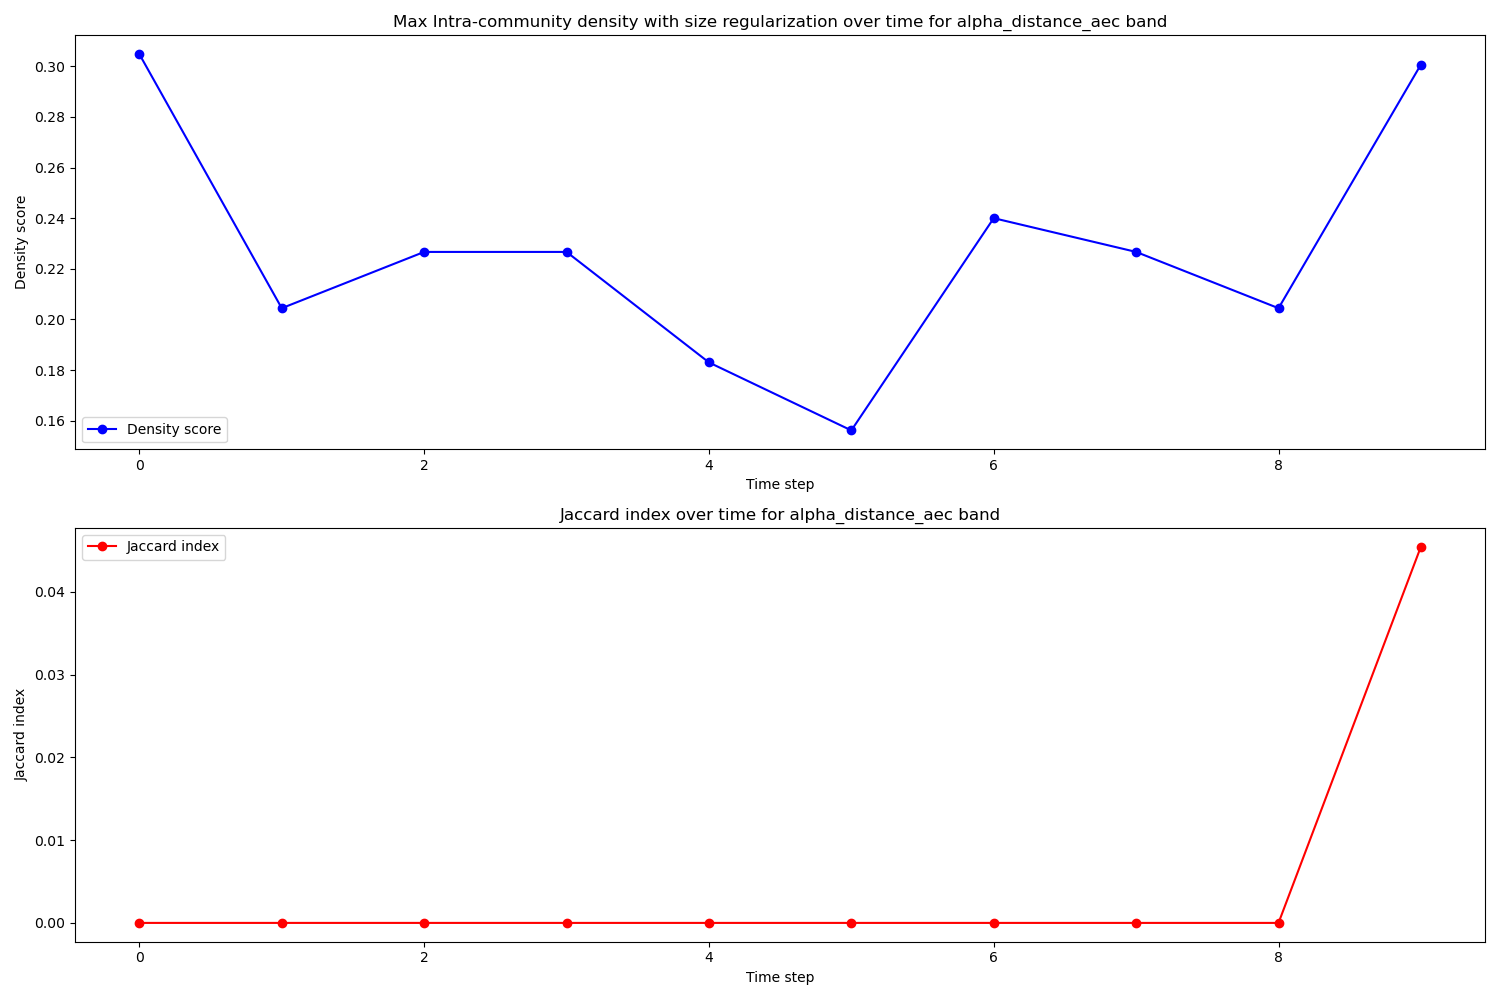 Max Intra-community density with size regularization over time for alpha_distance_aec band
0.30
0.28
0.26
0.24
0.22
0.20
0.18
0.16
Density score
Density score
0 2 4 6 8
Time step
Jaccard index over time for alpha_distance_aec band
Jaccard index
0.04
0.03
0.02
0.01
0.00
Jaccard index
0 2 4 6 8
Time step